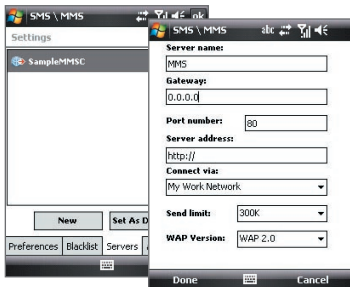 SMS \ MMS
ok
Settings
SampleMMSC
New
Set As D
Preferences
Blacklist
Servers
SMS \ MMS
abc
Server name:
MMS
Gateway:
0.0.0.0
Port number:
80
Server address:
http://
Connect via:
My Work Network
Send limit:
300K
WAP Version:
WAP 2.0
Done
Cancel